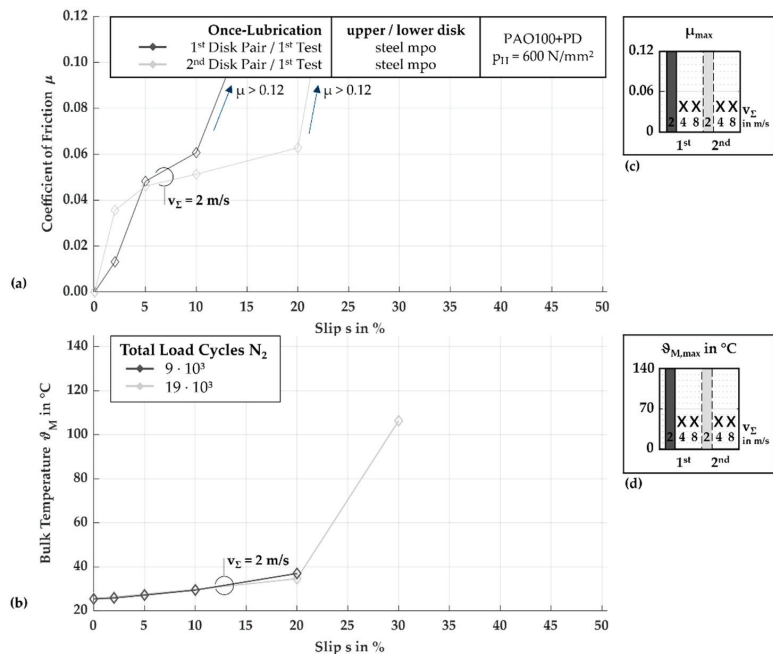 Once-Lubrication
1st Disk Pair / 1st Test
2nd Disk Pair / 1st Test
upper / lower disk
steel mpo
steel mpo
PAO100+PD
pH = 600 N/mm²
0.12
0.10
0.08
0.06
0.04
0.02
0.00
Coefficient of Friction μ
μ > 0.12
μ > 0.12
vΣ = 2 m/s
(a)
0 5 10 15 20 25 30 35 40 45 50
Slip s in %
μmax
0.12
0.06
0
X X X X
2 4 8 2 4 8
vΣ
in m/s
1st 2nd
(c)
Total Load Cycles N2
9 · 10³
19 · 10³
140
120
100
80
60
40
20
Bulk Temperature ϑM in °C
vΣ = 2 m/s
(b)
0 5 10 15 20 25 30 35 40 45 50
Slip s in %
ϑM,max in °C
140
70
0
X X X X
2 4 8 2 4 8
vΣ
in m/s
1st 2nd
(d)